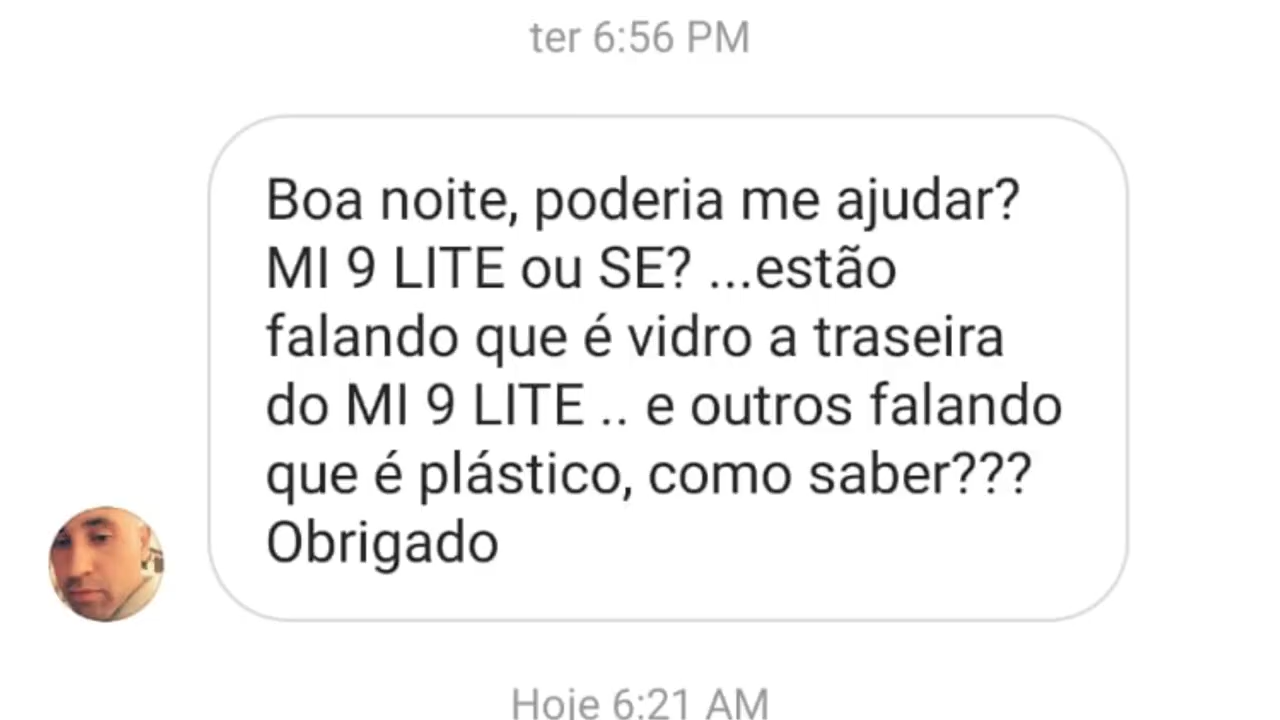 ter 6:56 PM
Boa noite, poderia me ajudar?
MI 9 LITE ou SE? ...estão
falando que é vidro a traseira
do MI 9 LITE .. e outros falando
que é plástico, como saber???
Obrigado
Hoje 6:21 AM